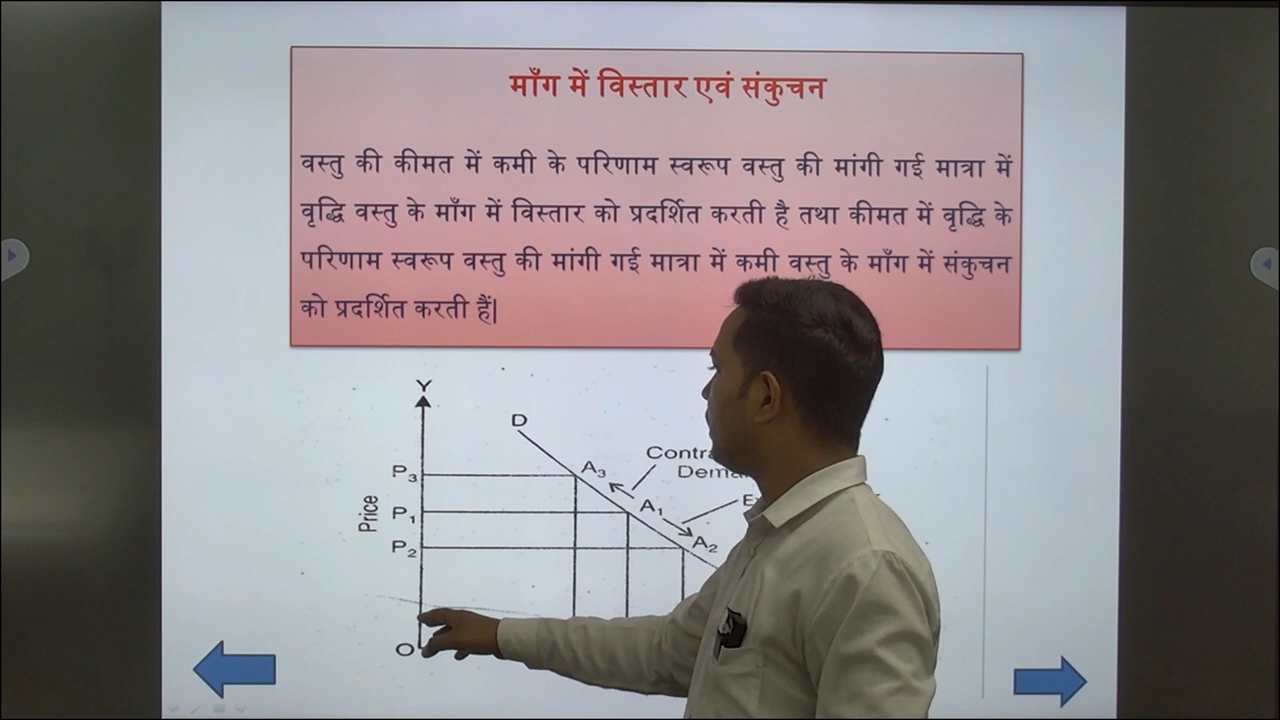 माँग में विस्तार एवं संकुचन
वस्तु की कीमत में कमी के परिणाम स्वरूप वस्तु की मांगी गई मात्रा में
वृद्धि वस्तु के माँग में विस्तार को प्रदर्शित करती है तथा कीमत में वृद्धि के
परिणाम स्वरूप वस्तु की मांगी गई मात्रा में कमी वस्तु के माँग में संकुचन
को प्रदर्शित करती हैं|
Y
D
P₃
A₃
P₁
A₁
Price
P₂
A₂
O